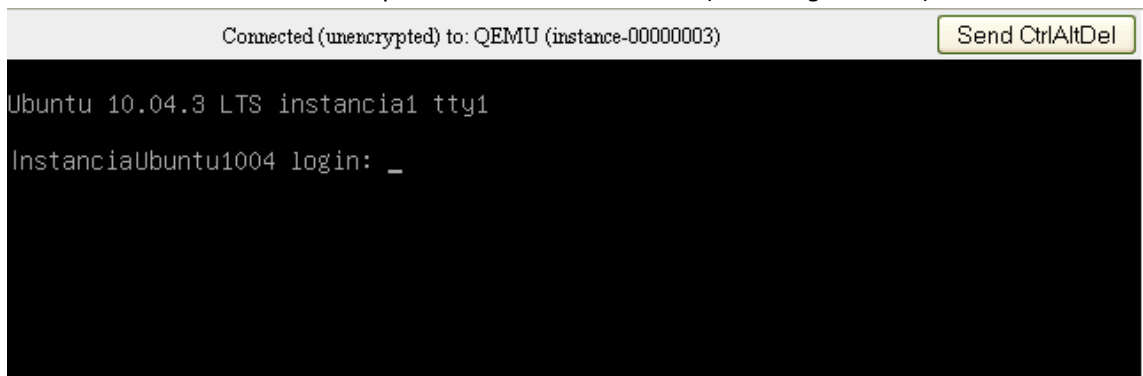 Connected (unencrypted) to: QEMU (instance-00000003)
Send CtrlAltDel
Ubuntu 10.04.3 LTS instancia1 tty1
InstanciaUbuntu1004 login: _